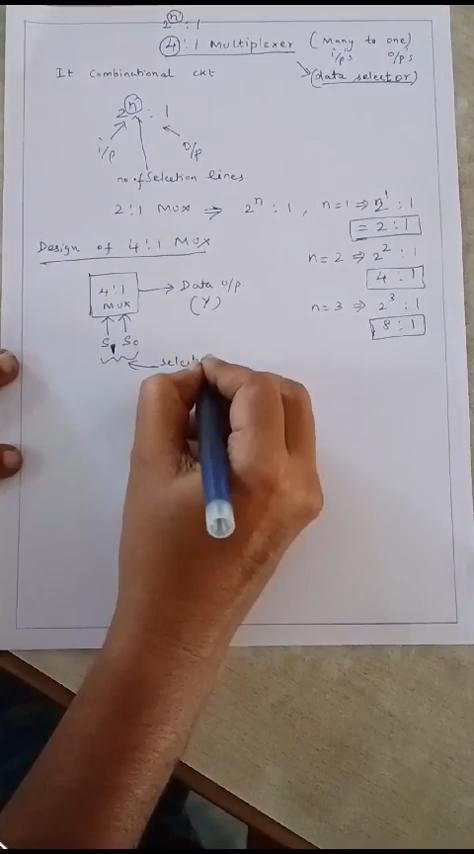 2ⁿ : 1
4:1 Multiplexer (Many to one)
i/p's o/p's
(data selector)
It Combinational ckt
2ⁿ : 1
i/p o/p
no of selection lines.
2:1 MUX ⇒ 2ⁿ : 1, n=1 ⇒ 2¹ : 1
= 2 : 1
Design of 4:1 MUX
n = 2 ⇒ 2² : 1
4 : 1
4:1 MUX → Data o/p
(Y)
n = 3 ⇒ 2³ : 1
8 : 1
S₁ S₀